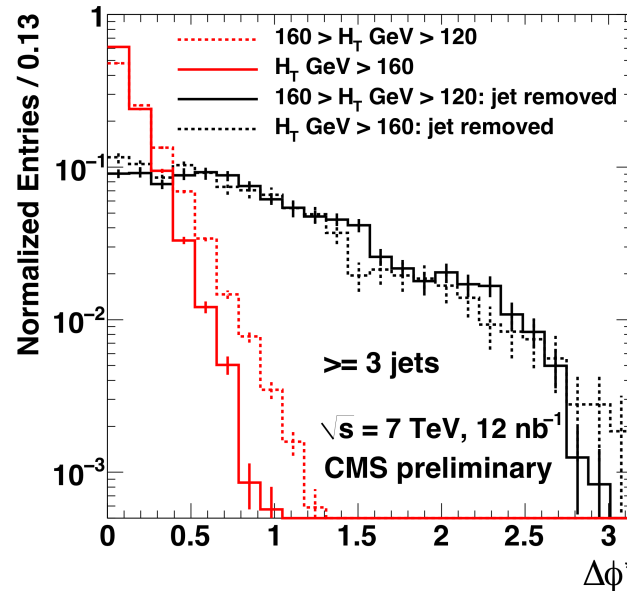 Normalized Entries / 0.13
1
10⁻¹
10⁻²
10⁻³
160 > H_T GeV > 120
H_T GeV > 160
160 > H_T GeV > 120: jet removed
H_T GeV > 160: jet removed
>= 3 jets
√s = 7 TeV, 12 nb⁻¹
CMS preliminary
0 0.5 1 1.5 2 2.5 3
Δϕ*